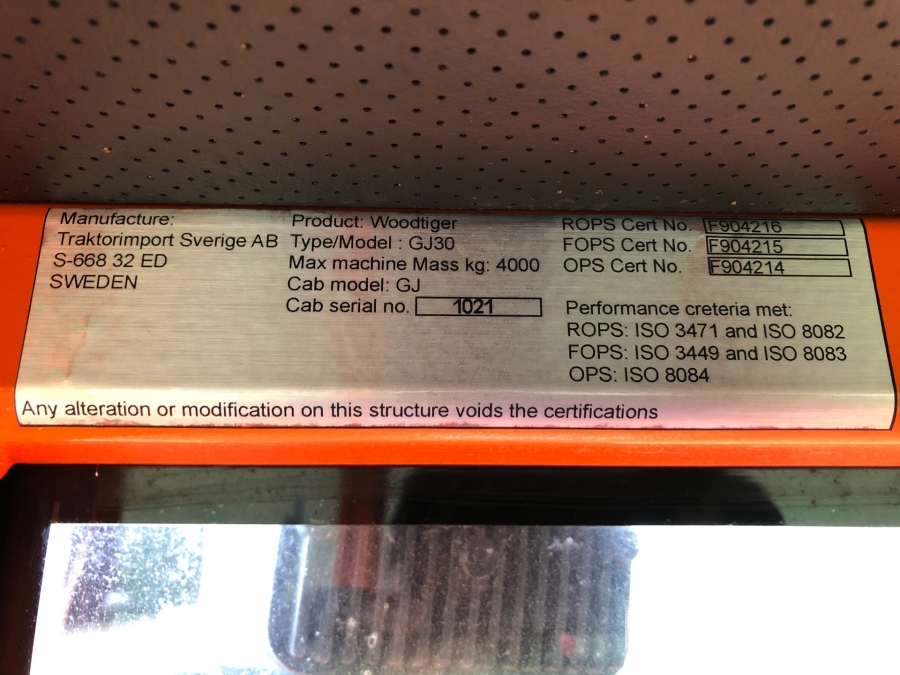 Manufacture:
Traktorimport Sverige AB
S-668 32 ED
SWEDEN
Product: Woodtiger
Type/Model : GJ30
Max machine Mass kg: 4000
Cab model: GJ
Cab serial no. 1021
ROPS Cert No. F904216
FOPS Cert No. F904215
OPS Cert No. F904214
Performance creteria met:
ROPS: ISO 3471 and ISO 8082
FOPS: ISO 3449 and ISO 8083
OPS: ISO 8084
Any alteration or modification on this structure voids the certifications